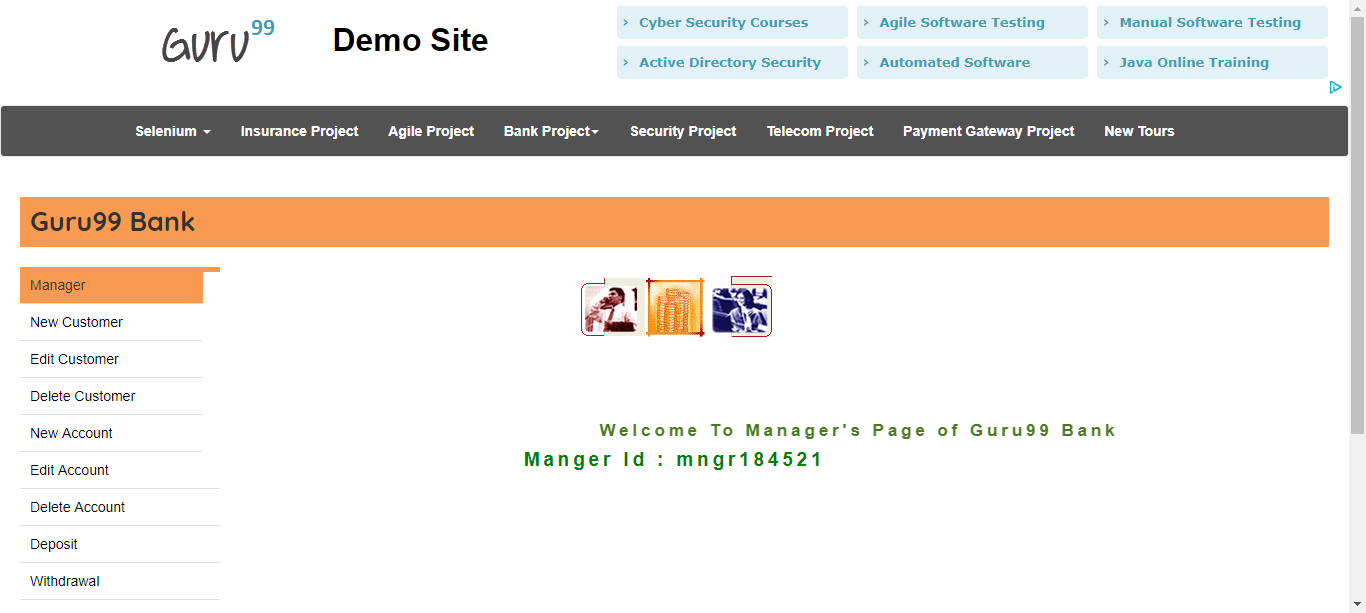 Guru99
Demo Site
› Cyber Security Courses
› Agile Software Testing
› Manual Software Testing
› Active Directory Security
› Automated Software
› Java Online Training
Selenium
Insurance Project
Agile Project
Bank Project
Security Project
Telecom Project
Payment Gateway Project
New Tours
Guru99 Bank
Manager
New Customer
Edit Customer
Delete Customer
New Account
Edit Account
Delete Account
Deposit
Withdrawal
Welcome To Manager's Page of Guru99 Bank
Manger Id : mngr184521